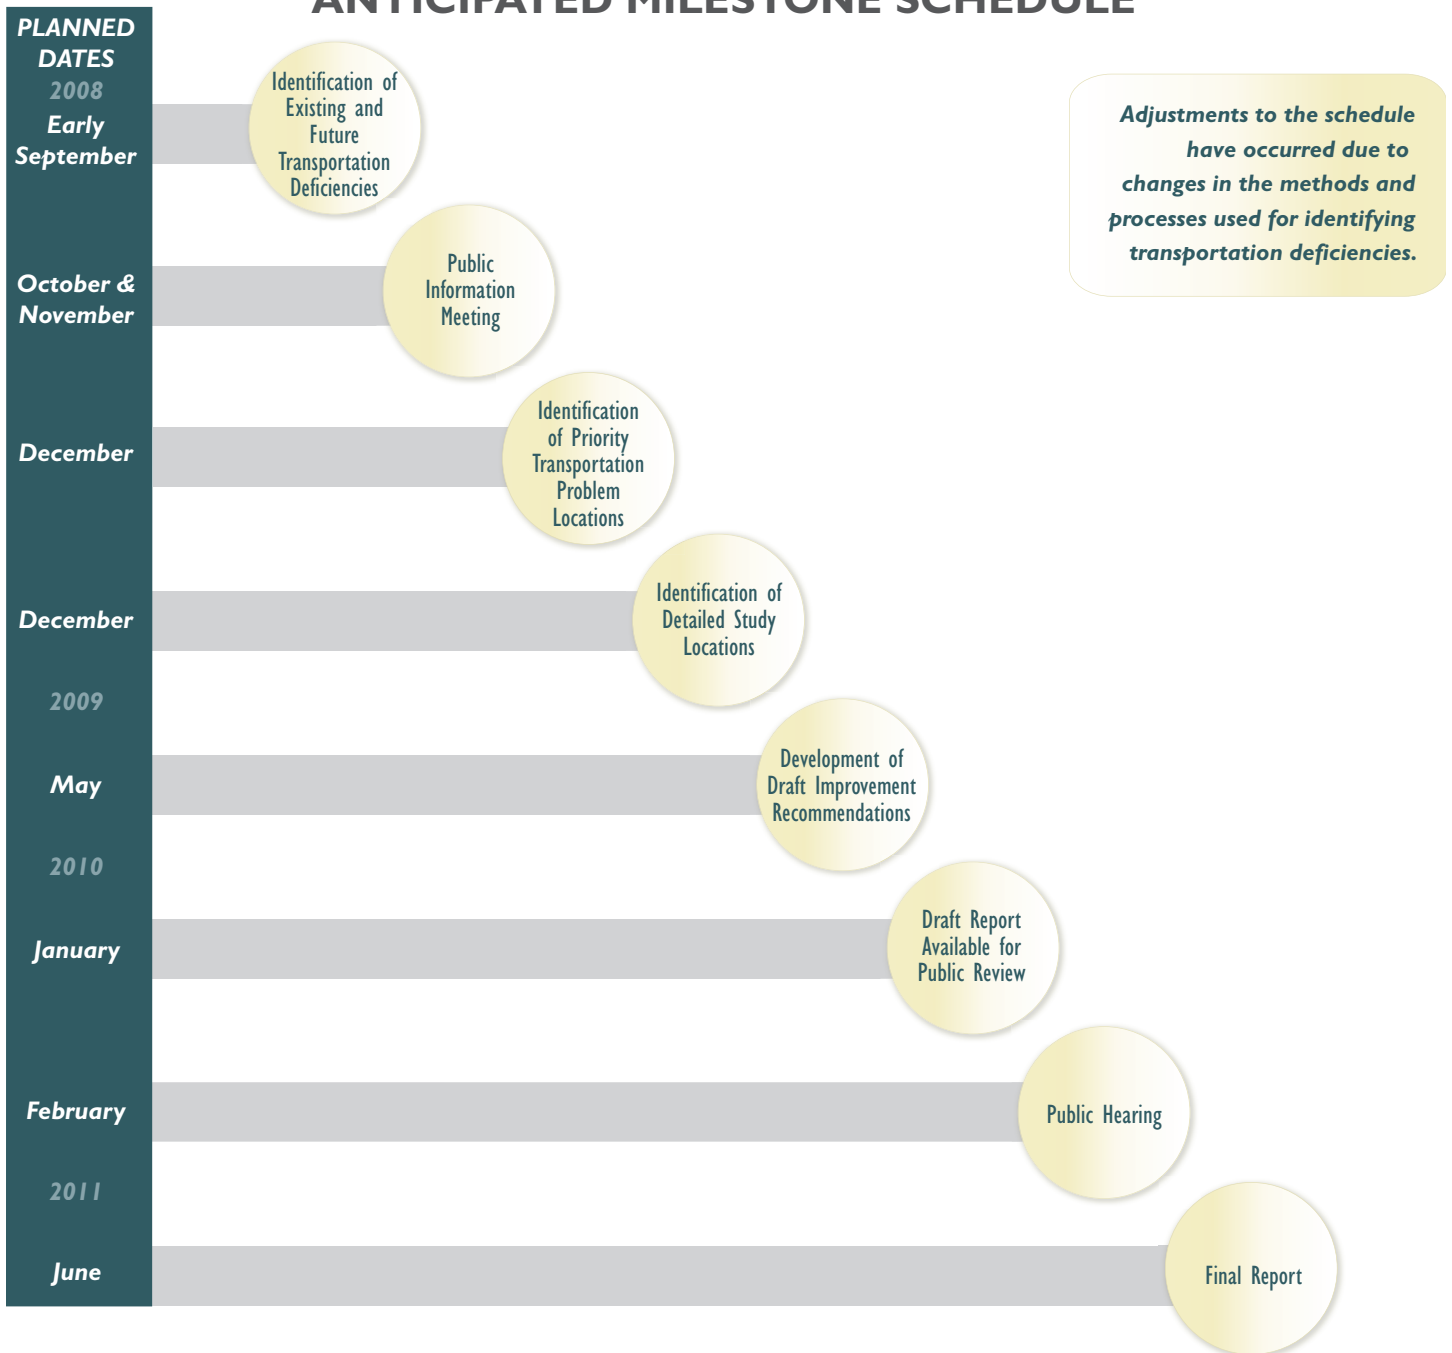 ANTICIPATED MILESTONE SCHEDULE
PLANNED
DATES
2008
Early
September
Identification of
Existing and
Future
Transportation
Deficiencies
Adjustments to the schedule
have occurred due to
changes in the methods and
processes used for identifying
transportation deficiencies.
October &
November
Public
Information
Meeting
December
Identification
of Priority
Transportation
Problem
Locations
December
Identification of
Detailed Study
Locations
2009
May
Development of
Draft Improvement
Recommendations
2010
January
Draft Report
Available for
Public Review
February
Public Hearing
2011
June
Final Report